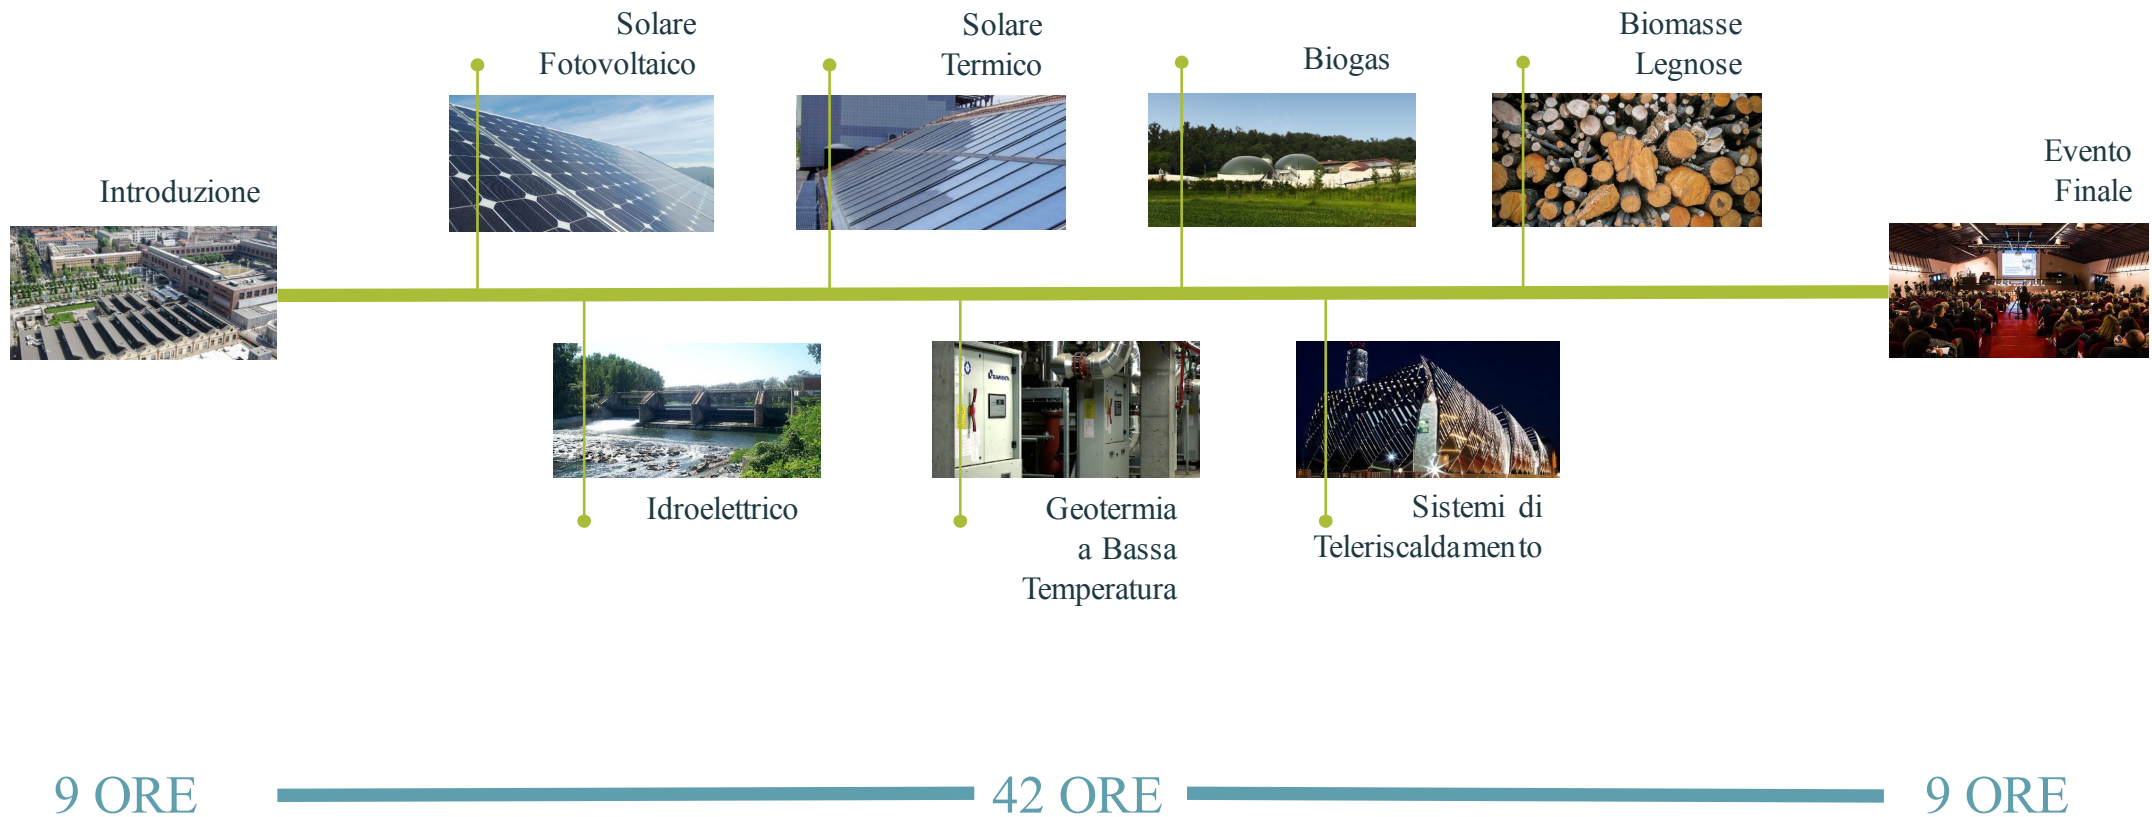 Introduzione
Solare
Fotovoltaico
Idroelettrico
Solare
Termico
Geotermia
a Bassa
Temperatura
Biogas
Sistemi di
Teleriscaldamento
Biomasse
Legnose
Evento
Finale
9 ORE
42 ORE
9 ORE